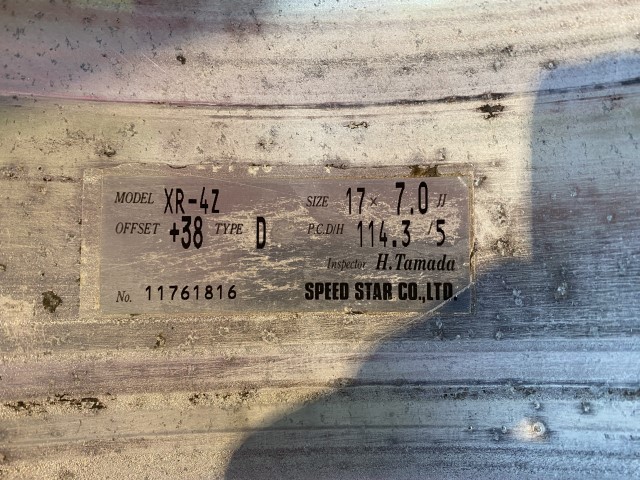 MODEL XR-4Z SIZE 17× 7.0 JJ
OFFSET +38 TYPE D P.C.D/H 114.3 /5
Inspector H.Tamada
No. 11761816 SPEED STAR CO.,LTD.